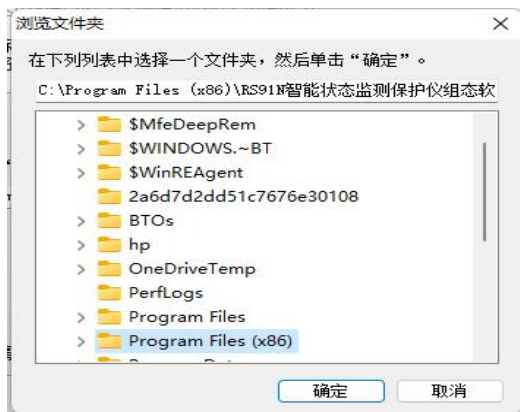 浏览文件夹
在下列列表中选择一个文件夹，然后单击“确定”。
C:\Program Files (x86)\RS91N智能状态监测保护仪组态软
$MfeDeepRem
$WINDOWS.~BT
$WinREAgent
2a6d7d2dd51c7676e30108
BTOs
hp
OneDriveTemp
PerfLogs
Program Files
Program Files (x86)
确定
取消